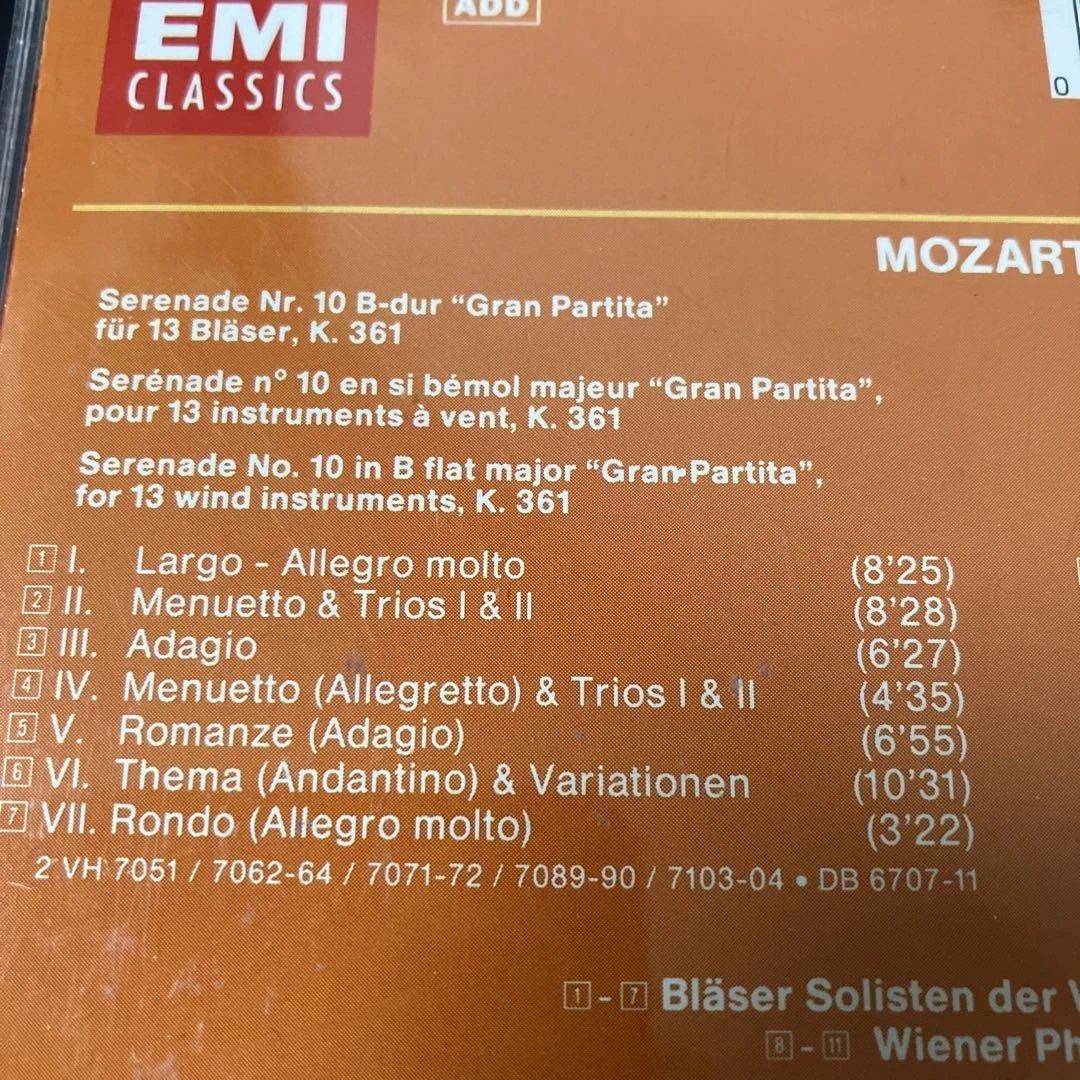 EMI
CLASSICS
ADD
0
MOZART
Serenade Nr. 10 B-dur “Gran Partita”
für 13 Bläser, K. 361
Serénade n° 10 en si bémol majeur “Gran Partita”,
pour 13 instruments à vent, K. 361
Serenade No. 10 in B flat major “Gran Partita”,
for 13 wind instruments, K. 361
1 I. Largo - Allegro molto (8’25)
2 II. Menuetto & Trios I & II (8’28)
3 III. Adagio (6’27)
4 IV. Menuetto (Allegretto) & Trios I & II (4’35)
5 V. Romanze (Adagio) (6’55)
6 VI. Thema (Andantino) & Variationen (10’31)
7 VII. Rondo (Allegro molto) (3’22)
2 VH 7051 / 7062-64 / 7071-72 / 7089-90 / 7103-04 • DB 6707-11
1 - 7 Bläser Solisten der
8 - 11 Wiener Ph